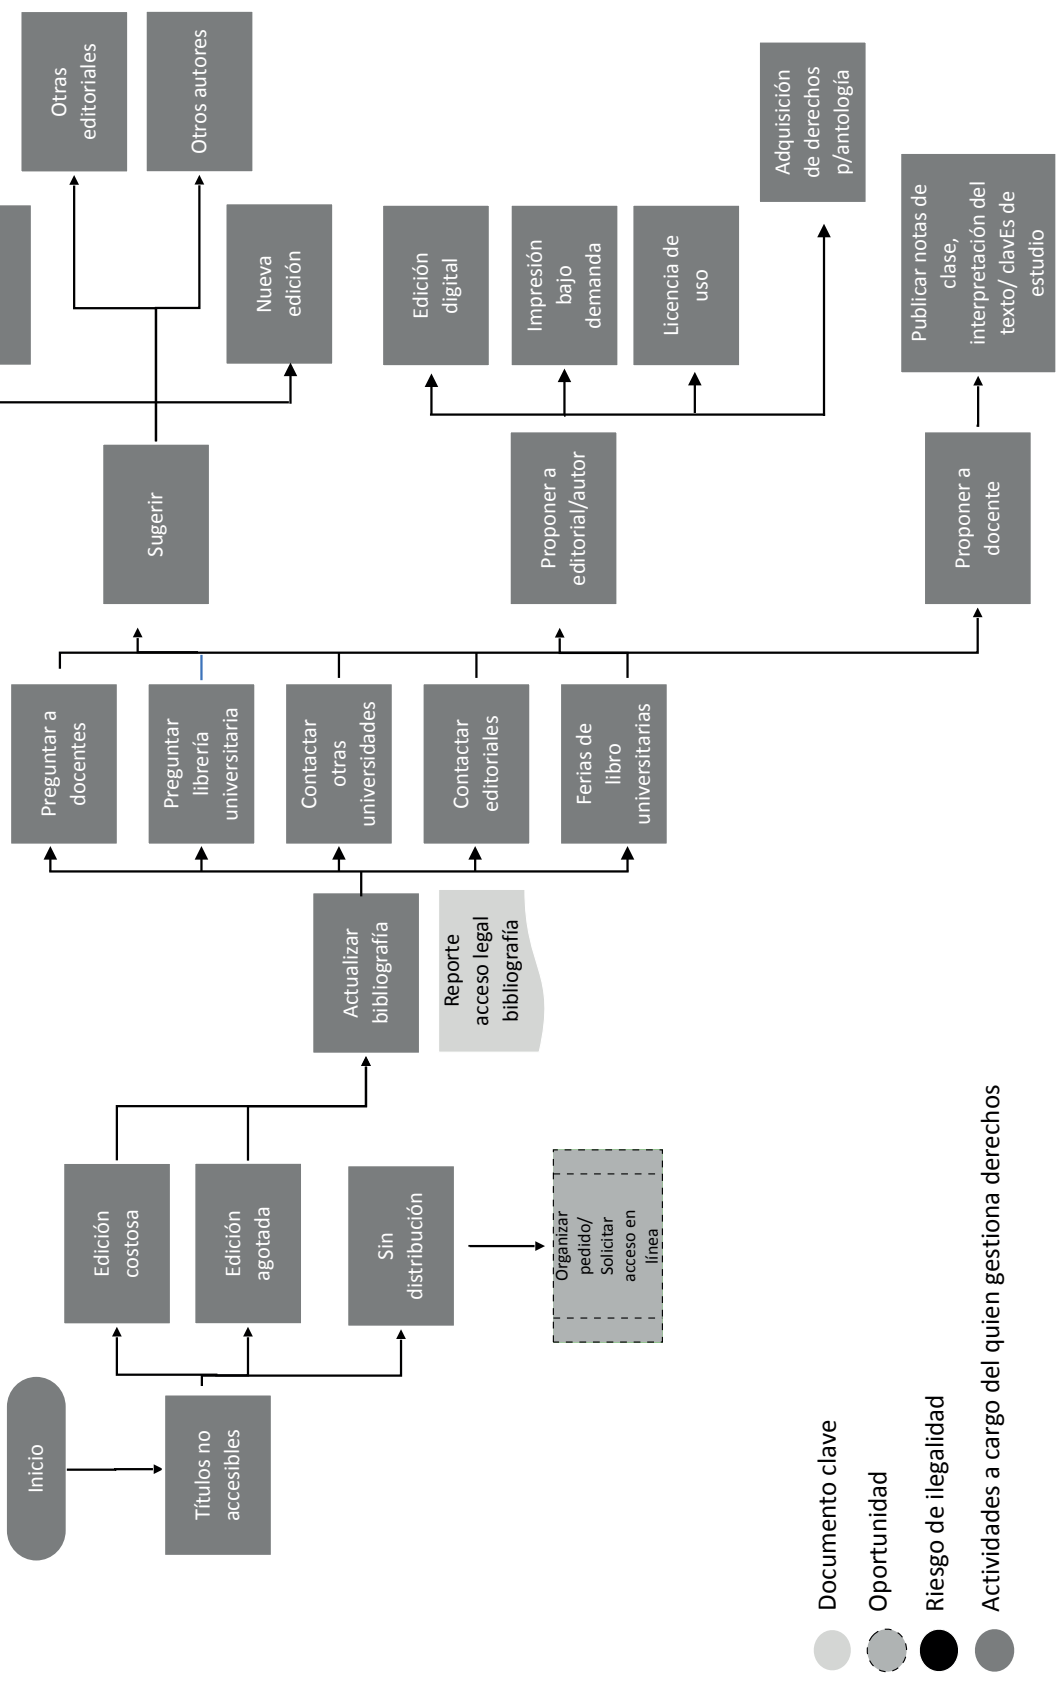 Inicio
Títulos no
accesibles
Edición
costosa
Edición
agotada
Sin
distribución
Organizar
pedido/
Solicitar
acceso en
línea
Actualizar
bibliografía
Reporte
acceso legal
bibliografía
Preguntar a
docentes
Preguntar
librería
universitaria
Contactar
otras
universidades
Contactar
editoriales
Ferias de
libro
universitarias
Sugerir
Proponer a
editorial/autor
Proponer a
docente
Otras
editoriales
Otros autores
Nueva
edición
Edición
digital
Impresión
bajo
demanda
Licencia de
uso
Adquisición
de derechos
p/antología
Publicar notas de
clase,
interpretación del
texto/ clavEs de
estudio
Documento clave
Oportunidad
Riesgo de ilegalidad
Actividades a cargo del quien gestiona derechos